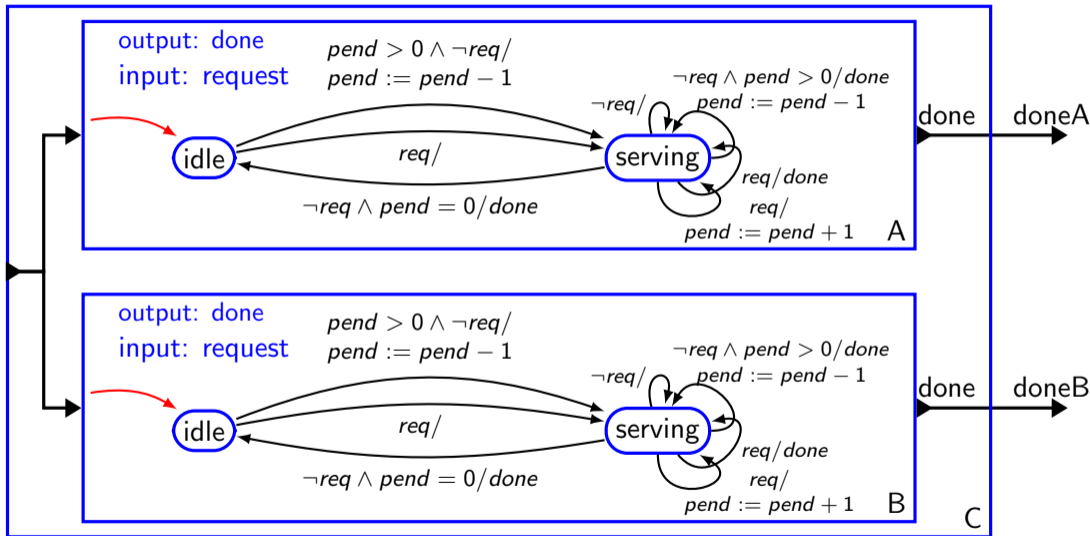 output: done
input: request
pend > 0 ∧ ¬req/
pend := pend − 1
¬req ∧ pend > 0/done
pend := pend − 1
¬req/
idle
req/
serving
req/done
req/
pend := pend + 1
¬req ∧ pend = 0/done
A
done
doneA
output: done
input: request
pend > 0 ∧ ¬req/
pend := pend − 1
¬req ∧ pend > 0/done
pend := pend − 1
¬req/
idle
req/
serving
req/done
req/
pend := pend + 1
¬req ∧ pend = 0/done
B
done
doneB
C